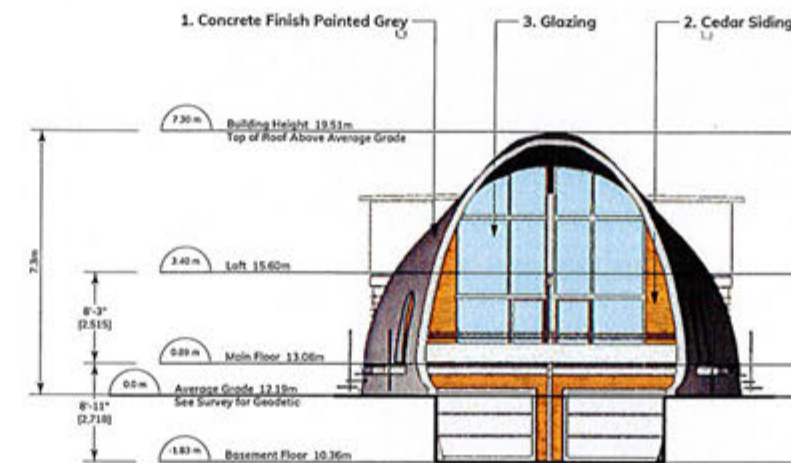 1. Concrete Finish Painted Grey
3. Glazing
2. Cedar Siding
7.30 m
Building Height 19.51m
Top of Roof Above Average Grade
7.3m
3.40 m
Loft 15.60m
8'-3"
[2,515]
0.89 m
Main Floor 13.08m
0.0 m
Average Grade 12.19m
See Survey for Geodetic
8'-11"
[2,718]
-1.83 m
Basement Floor 10.36m